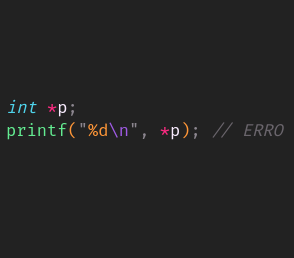 int *p;
printf("%d\n", *p); // ERRO